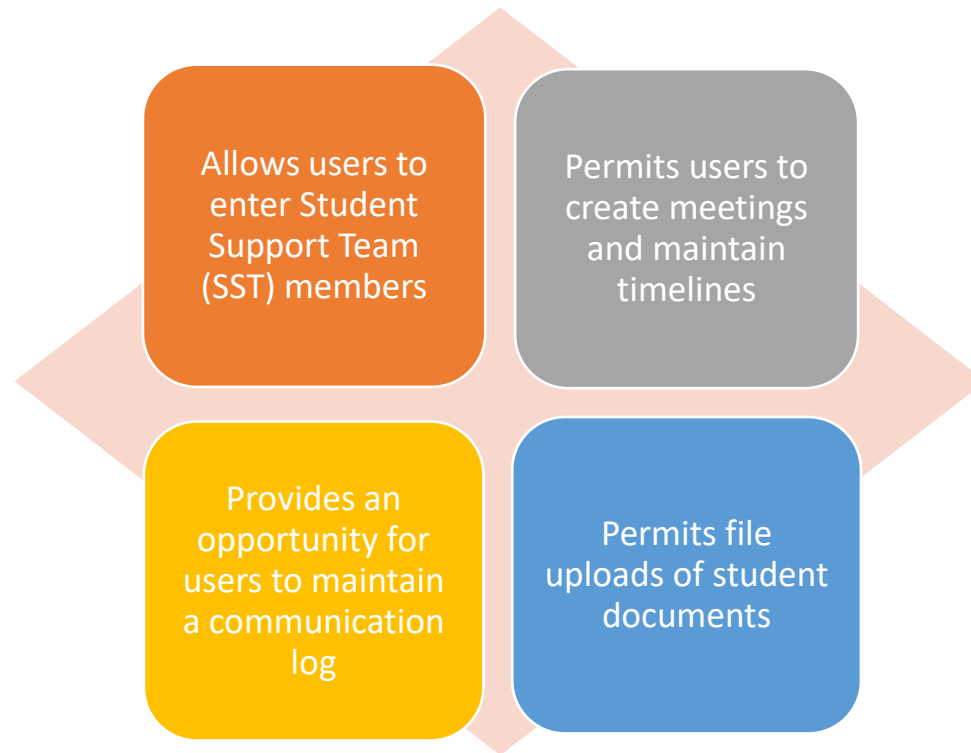 Allows users to
enter Student
Support Team
(SST) members
Permits users to
create meetings
and maintain
timelines
Provides an
opportunity for
users to maintain
a communication
log
Permits file
uploads of student
documents